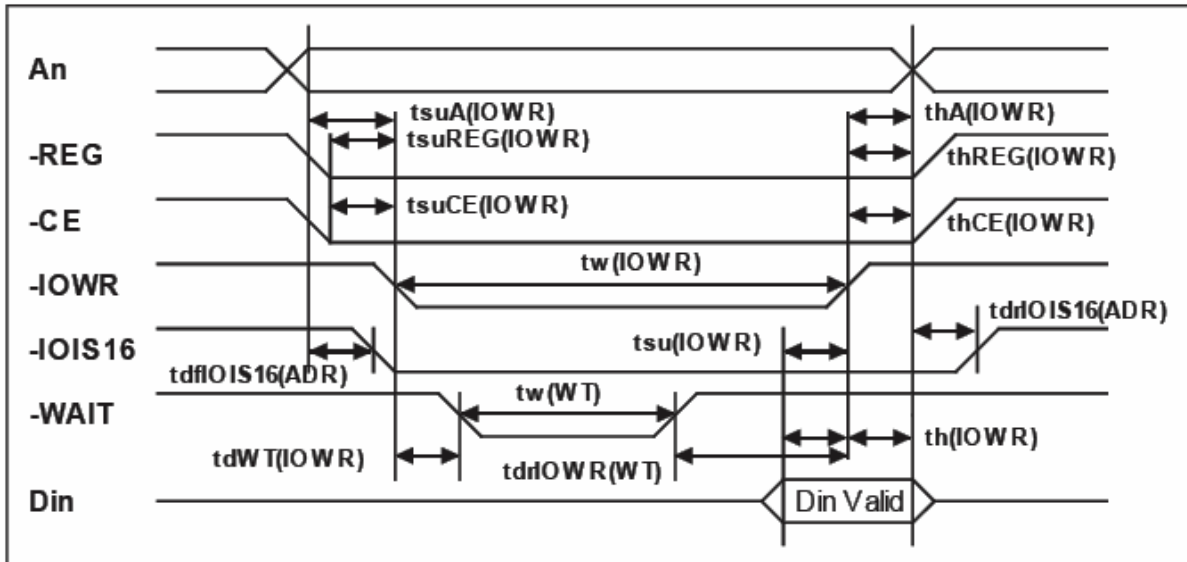 An
tsuA(IOWR)
thA(IOWR)
tsuREG(IOWR)
-REG
thREG(IOWR)
-CE
tsuCE(IOWR)
thCE(IOWR)
-IOWR
tw(IOWR)
tdrIOIS16(ADR)
-IOIS16
tsu(IOWR)
tdfIOIS16(ADR)
-WAIT
tw(WT)
th(IOWR)
tdWT(IOWR)
tdrIOWR(WT)
Din
Din Valid